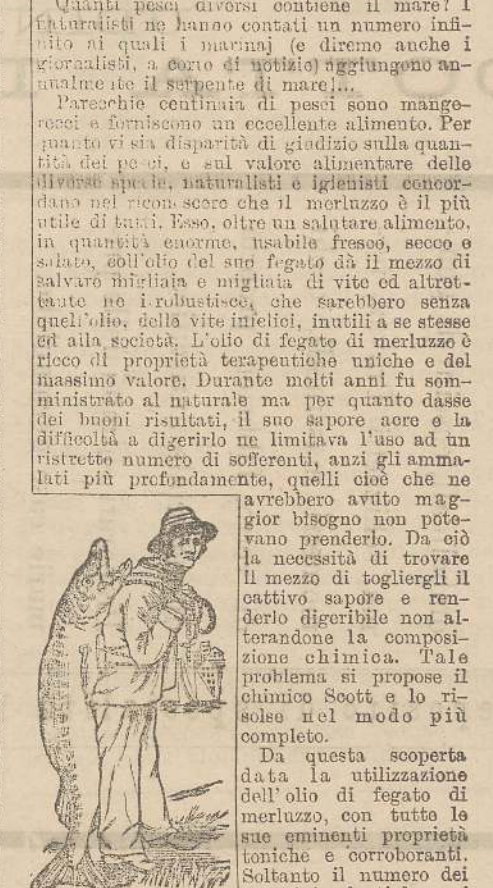 Quanti pesci diversi contiene il mare? I
naturalisti ne hanno contati un numero infi-
nito ai quali i marinaj (e diremo anche i
giornalisti, a corto di notizie) aggiungono an-
nualmente il serpente di mare!...
Parecchie centinaia di pesci sono mange-
recci e forniscono un eccellente alimento. Per
quanto vi sia disparità di giudizio sulla quan-
tità dei pesci, e sul valore alimentare delle
diverse specie, naturalisti e igienisti concor-
dano nel riconoscere che il merluzzo è il più
utile di tutti. Esso, oltre un salutare alimento,
in quantità enorme, usabile fresco, secco e
salato, coll'olio del suo fegato dà il mezzo di
salvare migliaja e migliaia di vite ed altret-
tante ne irrobustisce, che sarebbero senza
quell'olio, delle vite infelici, inutili a se stesse
ed alla società. L'olio di fegato di merluzzo è
ricco di proprietà terapeutiche uniche e del
massimo valore. Durante molti anni fu som-
ministrato al naturale ma per quanto dasse
dei buoni risultati, il suo sapore acre e la
difficoltà a digerirlo ne limitava l'uso ad un
ristretto numero di sofferenti, anzi gli amma-
lati più profondamente, quelli cioè che ne
avrebbero avuto mag-
gior bisogno non pote-
vano prenderlo. Da ciò
la necessità di trovare
il mezzo di togliergli il
cattivo sapore e ren-
derlo digeribile non al-
terandone la composi-
zione chimica. Tale
problema si propose il
chimico Scott e lo ri-
solse nel modo più
completo.
Da questa scoperta
data la utilizzazione
dell'olio di fegato di
merluzzo, con tutte le
sue eminenti proprietà
toniche e corroboranti.
Soltanto il numero dei